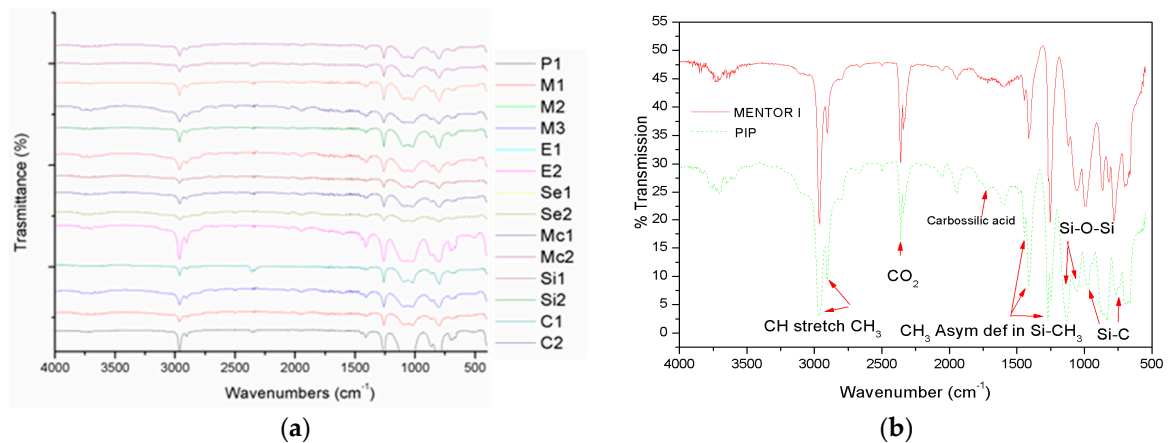 Trasmittance (%)
P1
M1
M2
M3
E1
E2
Se1
Se2
Mc1
Mc2
Si1
Si2
C1
C2
4000 3500 3000 2500 2000 1500 1000 500
Wavenumbers (cm-1)
(a)
b)
% Transmission
55
50
45
40
35
30
25
20
15
10
5
0
MENTOR I
PIP
Carbossilic acid
Si-O-Si
CO2
CH stretch CH3
CH3 Asym def in Si-CH3
Si-C
4000 3500 3000 2500 2000 1500 1000 500
Wavenumber (cm-1)
(b)